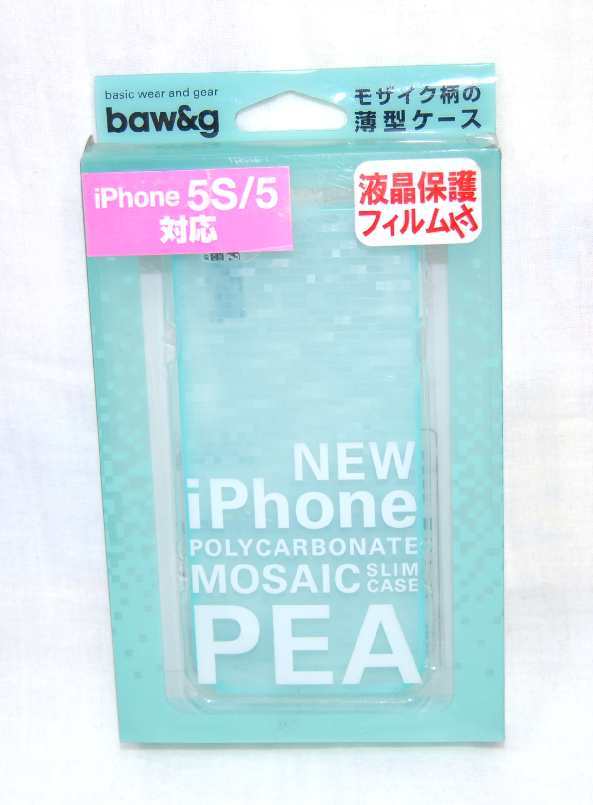 basic wear and gear
baw&g
モザイク柄の
薄型ケース
iPhone 5S/5
対応
液晶保護
フィルム付
NEW
iPhone
POLYCARBONATE
MOSAIC SLIM CASE
PEA